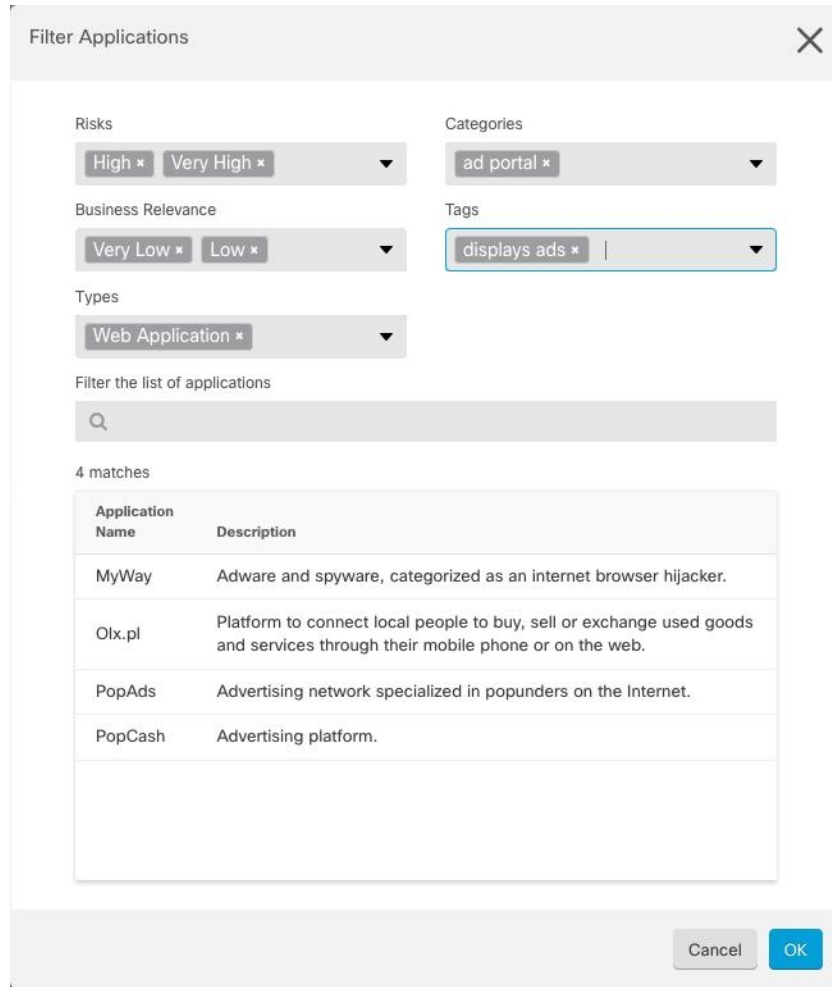 Filter Applications
Risks
Categories
High × Very High ×
ad portal ×
Business Relevance
Tags
Very Low × Low ×
displays ads ×
Types
Web Application ×
Filter the list of applications
4 matches
Application
Name
Description
MyWay
Adware and spyware, categorized as an internet browser hijacker.
Olx.pl
Platform to connect local people to buy, sell or exchange used goods
and services through their mobile phone or on the web.
PopAds
Advertising network specialized in popunders on the Internet.
PopCash
Advertising platform.
Cancel
OK